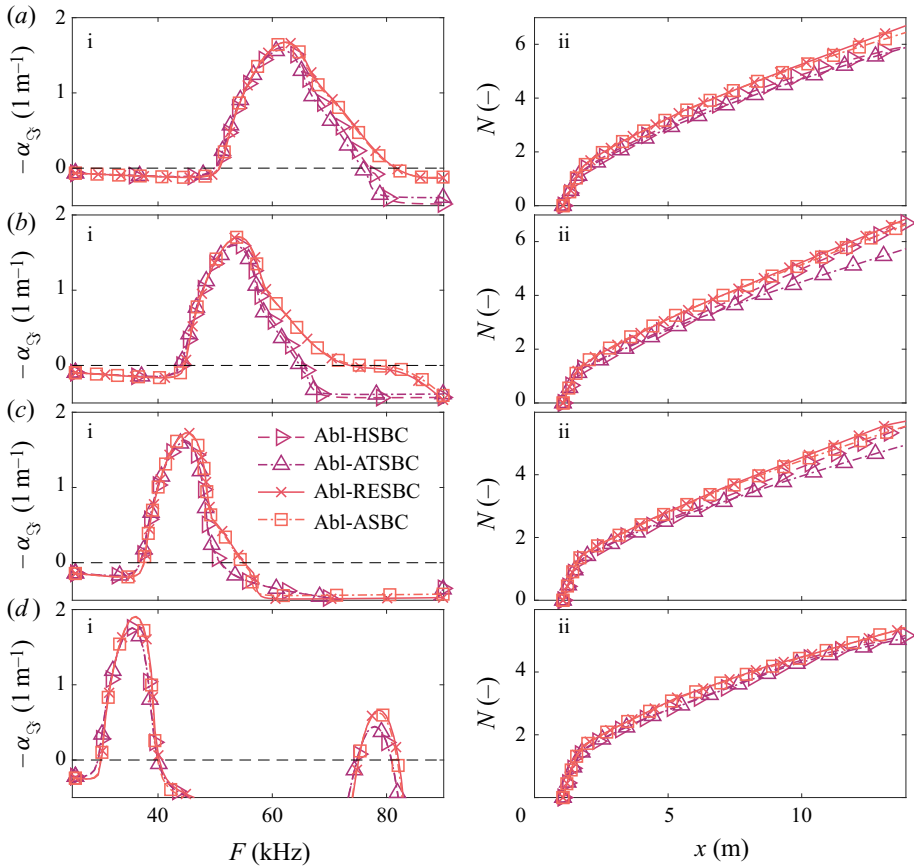 (a) i ii
2
1
0
−α_ℑ (1 m⁻¹)
6
4
2
0
N (−)
(b) i ii
2
1
0
−α_ℑ (1 m⁻¹)
6
4
2
0
N (−)
(c) i ii
2
1
0
−α_ℑ (1 m⁻¹)
Abl-HSBC
Abl-ATSBC
Abl-RESBC
Abl-ASBC
4
2
0
N (−)
(d) i ii
2
1
0
−α_ℑ (1 m⁻¹)
40 60 80
F (kHz)
4
2
0
N (−)
0 5 10
x (m)